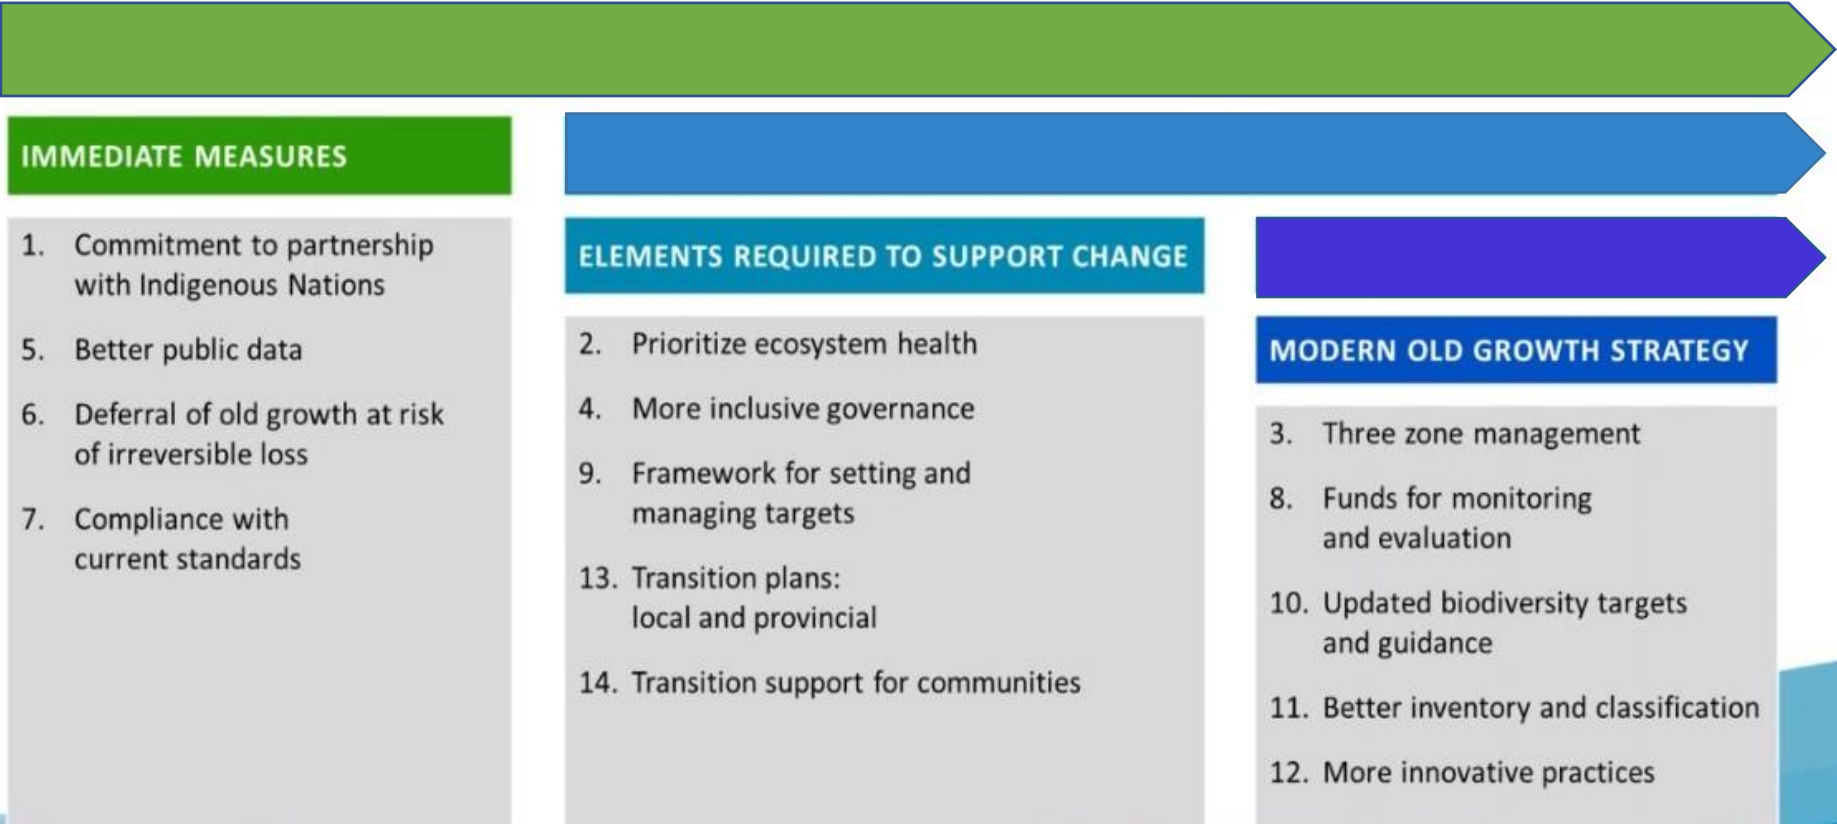 IMMEDIATE MEASURES
1. Commitment to partnership
with Indigenous Nations
5. Better public data
6. Deferral of old growth at risk
of irreversible loss
7. Compliance with
current standards
ELEMENTS REQUIRED TO SUPPORT CHANGE
2. Prioritize ecosystem health
4. More inclusive governance
9. Framework for setting and
managing targets
13. Transition plans:
local and provincial
14. Transition support for communities
MODERN OLD GROWTH STRATEGY
3. Three zone management
8. Funds for monitoring
and evaluation
10. Updated biodiversity targets
and guidance
11. Better inventory and classification
12. More innovative practices